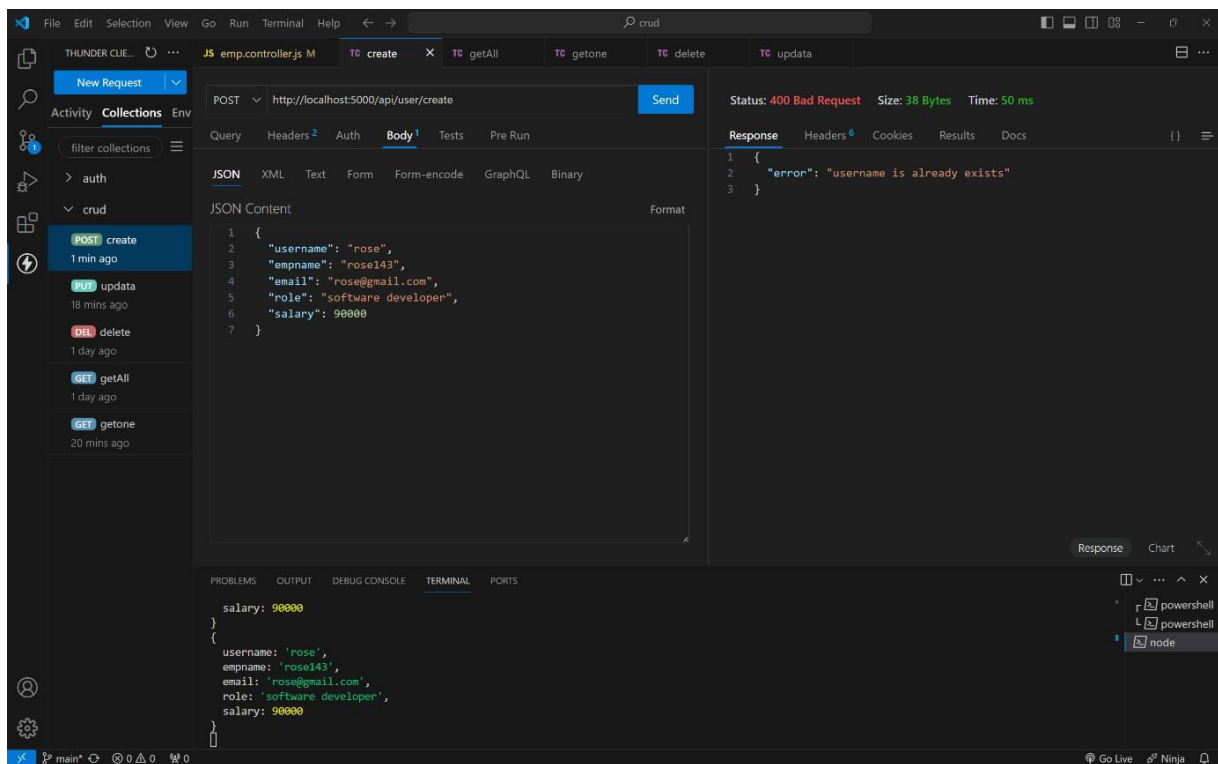 File Edit Selection View Go Run Terminal Help ← → crud
THUNDER CLIE... ···
JS emp.controller.js M TC create × TC getAll TC getone TC delete TC updata
New Request
Activity Collections Env
filter collections
> auth
crud
POST create
1 min ago
PUT updata
18 mins ago
DEL delete
1 day ago
GET getAll
1 day ago
GET getone
20 mins ago
POST http://localhost:5000/api/user/create Send
Query Headers 2 Auth Body 1 Tests Pre Run
JSON XML Text Form Form-encode GraphQL Binary
JSON Content Format
1 {
2 "username": "rose",
3 "empname": "rose143",
4 "email": "rose@gmail.com",
5 "role": "software developer",
6 "salary": 90000
7 }
Status: 400 Bad Request Size: 38 Bytes Time: 50 ms
Response Headers 6 Cookies Results Docs {}
1 {
2 "error": "username is already exists"
3 }
Response Chart
PROBLEMS OUTPUT DEBUG CONSOLE TERMINAL PORTS
salary: 90000
}
{
username: 'rose',
empname: 'rose143',
email: 'rose@gmail.com',
role: 'software developer',
salary: 90000
}
powershell
powershell
node
main* 0 0 0 Go Live Ninja